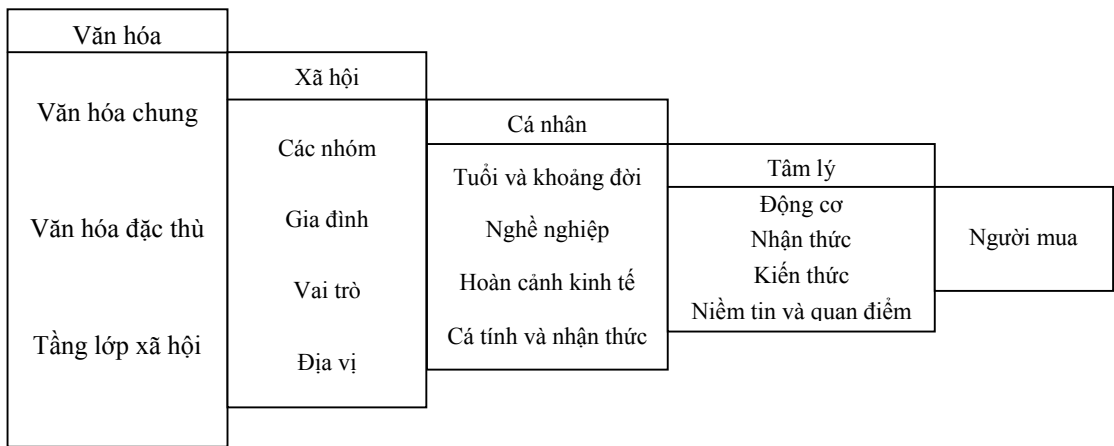 Văn hóa
Văn hóa chung
Văn hóa đặc thù
Tầng lớp xã hội
Xã hội
Các nhóm
Gia đình
Vai trò
Địa vị
Cá nhân
Tuổi và khoảng đời
Nghề nghiệp
Hoàn cảnh kinh tế
Cá tính và nhận thức
Tâm lý
Động cơ
Nhận thức
Kiến thức
Niềm tin và quan điểm
Người mua